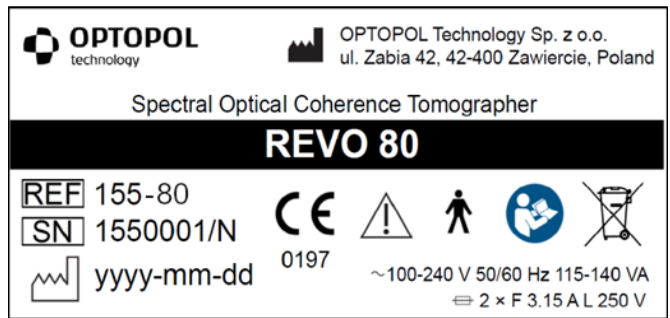 OPTOPOL
technology
OPTOPOL Technology Sp. z o.o.
ul. Zabia 42, 42-400 Zawiercie, Poland
Spectral Optical Coherence Tomographer
REVO 80
REF 155-80
SN 1550001/N
yyyy-mm-dd
CE
0197
~100-240 V 50/60 Hz 115-140 VA
2 × F 3.15 A L 250 V